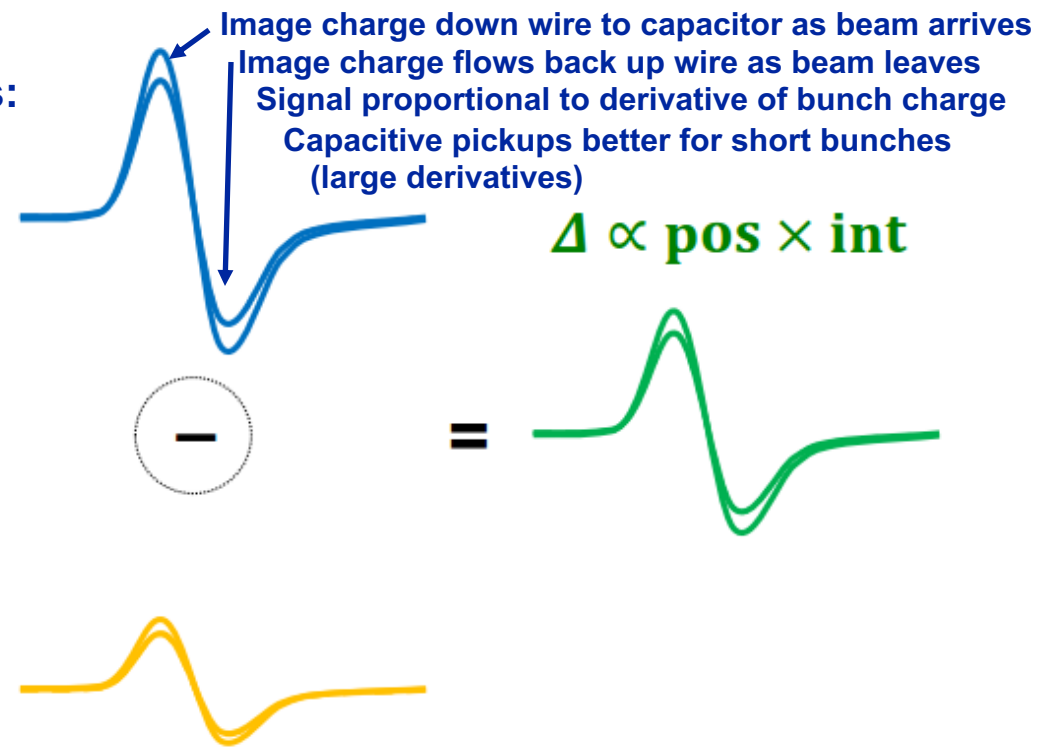 Image charge down wire to capacitor as beam arrives
Image charge flows back up wire as beam leaves
s:
Signal proportional to derivative of bunch charge
Capacitive pickups better for short bunches
(large derivatives)
Δ ∝ pos × int
− =